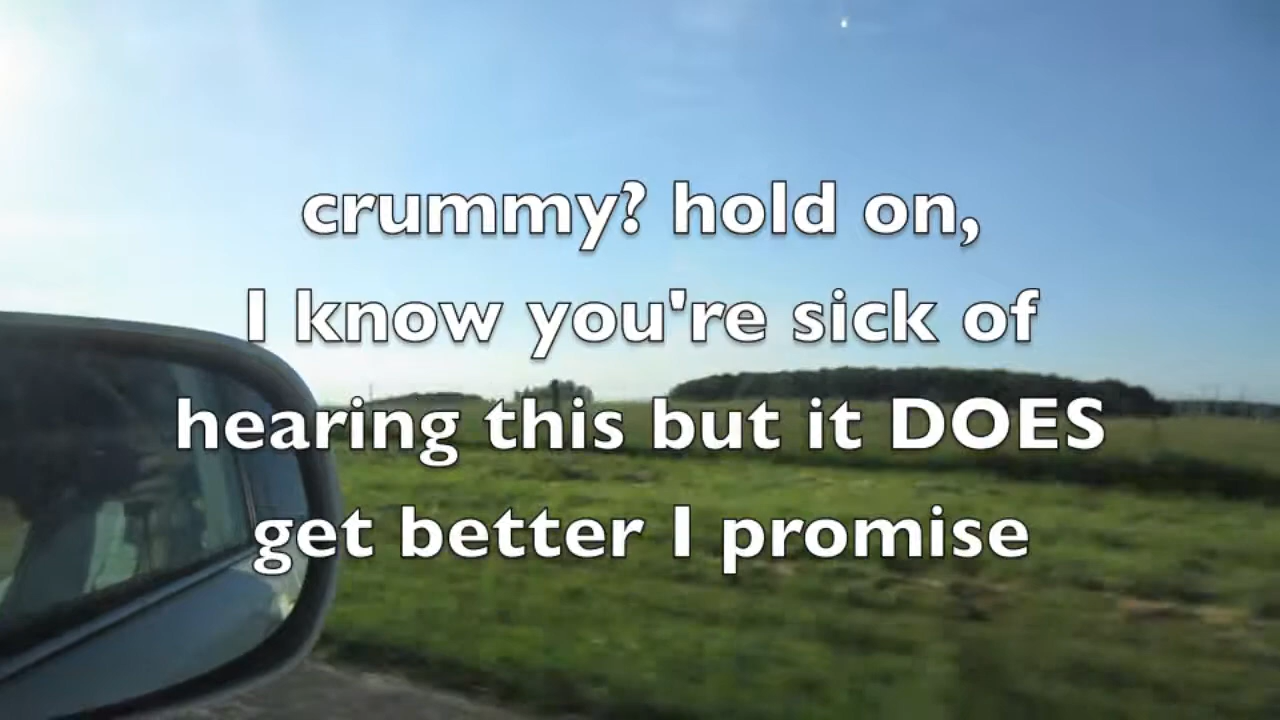 crummy? hold on,
I know you're sick of
hearing this but it DOES
get better I promise